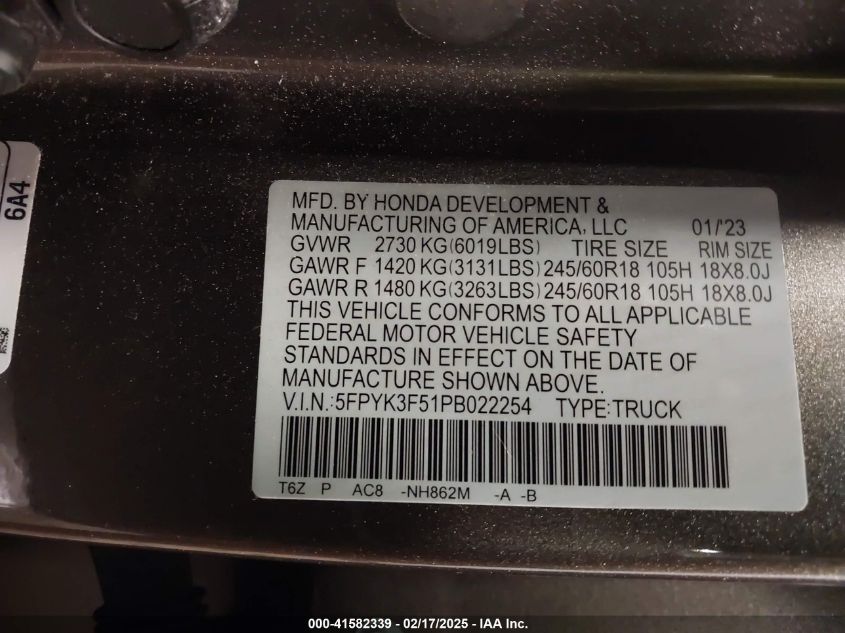 6A4
MFD. BY HONDA DEVELOPMENT &
MANUFACTURING OF AMERICA, LLC 01/'23
GVWR 2730 KG(6019LBS) TIRE SIZE RIM SIZE
GAWR F 1420 KG(3131LBS) 245/60R18 105H 18X8.0J
GAWR R 1480 KG(3263LBS) 245/60R18 105H 18X8.0J
THIS VEHICLE CONFORMS TO ALL APPLICABLE
FEDERAL MOTOR VEHICLE SAFETY
STANDARDS IN EFFECT ON THE DATE OF
MANUFACTURE SHOWN ABOVE.
V.I.N.:5FPYK3F51PB022254 TYPE:TRUCK
T6Z P AC8 -NH862M -A -B
000-41582339 - 02/17/2025 - IAA Inc.